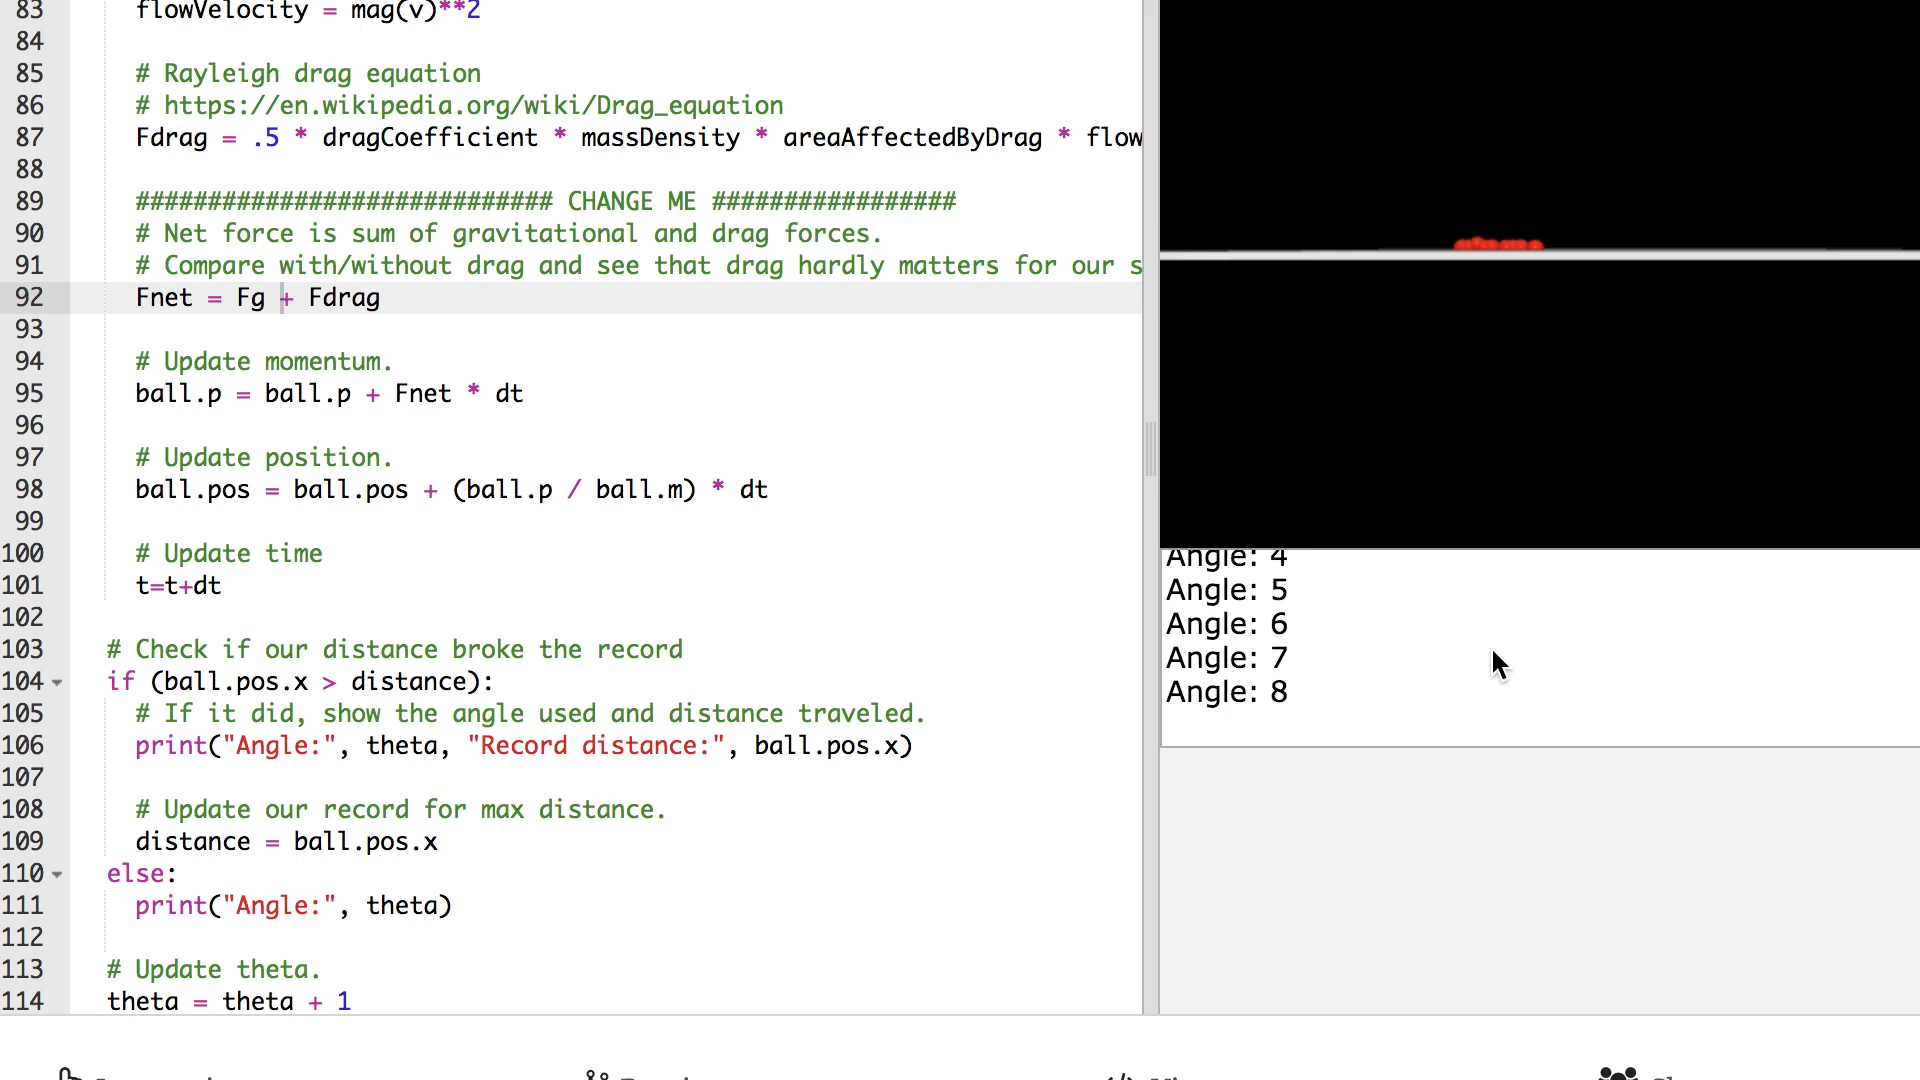 83 flowVelocity = mag(v)**2
84
85 # Rayleigh drag equation
86 # https://en.wikipedia.org/wiki/Drag_equation
87 Fdrag = .5 * dragCoefficient * massDensity * areaAffectedByDrag * flow
88
89 ############################# CHANGE ME #################
90 # Net force is sum of gravitational and drag forces.
91 # Compare with/without drag and see that drag hardly matters for our s
92 Fnet = Fg + Fdrag
93
94 # Update momentum.
95 ball.p = ball.p + Fnet * dt
96
97 # Update position.
98 ball.pos = ball.pos + (ball.p / ball.m) * dt
99
100 # Update time
101 t=t+dt
102
103 # Check if our distance broke the record
104 if (ball.pos.x > distance):
105 # If it did, show the angle used and distance traveled.
106 print("Angle:", theta, "Record distance:", ball.pos.x)
107
108 # Update our record for max distance.
109 distance = ball.pos.x
110 else:
111 print("Angle:", theta)
112
113 # Update theta.
114 theta = theta + 1
Angle: 4
Angle: 5
Angle: 6
Angle: 7
Angle: 8